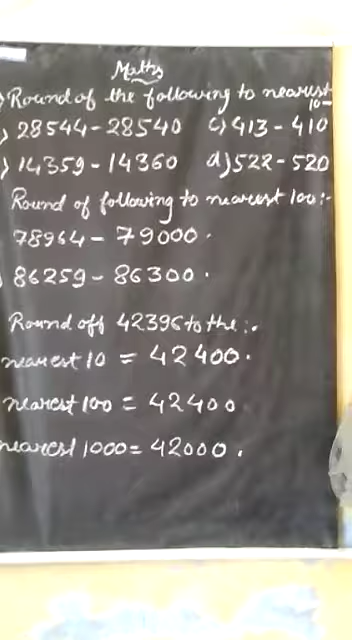 Maths
Round of the following to nearest
10-
) 28544-28540 c) 413-410
) 14359-14360 d) 522-520
Round of following to nearest 100:-
78964-79000.
86259-86300.
Round off 42396 to the:.
nearest 10 = 42400.
nearest 100 = 42400.
nearest 1000 = 42000.